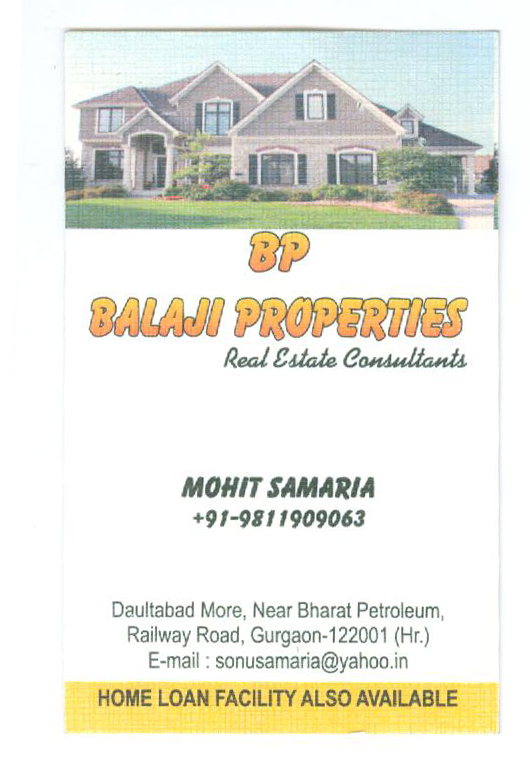 BP
BALAJI PROPERTIES
Real Estate Consultants
MOHIT SAMARIA
+91-9811909063
Daultabad More, Near Bharat Petroleum,
Railway Road, Gurgaon-122001 (Hr.)
E-mail : sonusamaria@yahoo.in
HOME LOAN FACILITY ALSO AVAILABLE